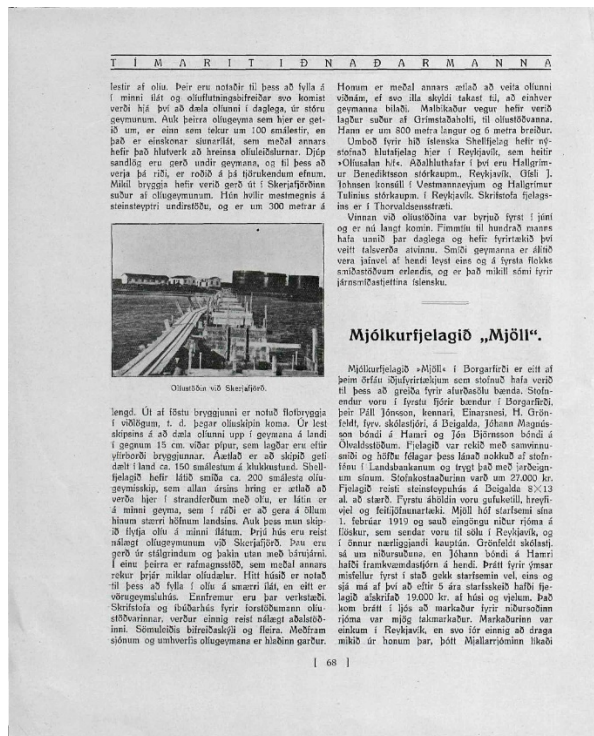 TÍMARIT IÐNAÐARMANNA
lestir af olíu. Þeir eru notaðir til þess að fylla á
í minni ílát og olíuflutningsbifreiðar svo komist
verði hjá því að dæla olíunni í daglega, úr stóru
geymunum. Auk þeirra olíugeyma sem hjer er get-
ið um, er einn sem tekur um 100 smálestir, en
það er einskonar síunarílát, sem meðal annars
hefir það hlutverk að hreinsa olíuleiðslurnar. Djúp
sandlög eru gerð undir geymana, og til þess að
verja þá riði, er roðið á þá tjörukendum efnum.
Mikil bryggja hefir verið gerð út í Skerjafjörðinn
suður af olíugeymunum. Hún hvílir mestmegnis á
steinsteyptri undirstöðu, og er um 300 metrar á
Olíustöðin við Skerjafjörð.
lengd. Út af föstu bryggjunni er notuð flotbryggja
í viðlögum, t. d. þegar olíuskipin koma. Úr lest
skipsins á að dæla olíunni upp í geymana á landi
í gegnum 15 cm. víðar pípur, sem lagðar eru eftir
yfirborði bryggjunnar. Áætlað er að skipið geti
dælt í land ca. 150 smálestum á klukkustund. Shell-
fjelagið hefir látið smíða ca. 200 smálesta olíu-
geymisskip, sem allan ársins hring er ætlað að
verða hjer í strandferðum með olíu, er látin er
á minni geyma, sem í ráði er að gera á öllum
hinum stærri höfnum landsins. Auk þess mun skip-
ið flytja olíu á minni ílátum. Þrjú hús eru reist
nálægt olíugeymunum við Skerjafjörð. Þau eru
gerð úr stálgrindum og þakin utan með bárujárni.
Í einu þeirra er rafmagnsstöð, sem meðal annars
rekur þrjár miklar olíudælur. Hitt húsið er notað
til þess að fylla í olíu á smærri ílát, en eitt er
vörugeymsluhús. Ennfremur eru þar verkstæði.
Skrifstofa og íbúðarhús fyrir forstöðumann olíu-
stöðvarinnar, verður einnig reist nálægt aðalstöð-
inni. Sömuleiðis bifreiðaskýli og fleira. Meðfram
sjónum og umhverfis olíugeymana er hlaðinn garður.
Honum er meðal annars ætlað að veita olíunni
viðnám, ef svo illa skyldi takast til, að einhver
geymanna bilaði. Malbikaður vegur hefir verið
lagður suður af Grímstaðaholti, til olíustöðvanna.
Hann er um 800 metra langur og 6 metra breiður.
Umboð fyrir hið íslenska Shellfjelag hefir ný-
stofnað hlutafjelag hjer í Reykjavík, sem heitir
»Olíusalan hf«. Aðalhluthafar í því eru Hallgrím-
ur Benediktsson stórkaupm., Reykjavík, Gísli J.
Johnsen konsúll í Vestmannaeyjum og Hallgrímur
Tulinius stórkaupm. í Reykjavík. Skrifstofa fjelags-
ins er í Thorvaldsensstræti.
Vinnan við olíustöðina var byrjuð fyrst í júní
og er nú langt komin. Fimmtíu til hundrað manns
hafa unnið þar daglega og hefir fyrirtækið því
veitt talsverða atvinnu. Smíði geymanna er álitið
vera jafnvel af hendi leyst eins og á fyrsta flokks
smíðastöðvum erlendis, og er það mikill sómi fyrir
járnsmíðastjettina íslensku.
Mjólkurfjelagið „Mjöll“.
Mjólkurfjelagið »Mjöll« í Borgarfirði er eitt af
þeim örfáu iðjufyrirtækjum sem stofnuð hafa verið
til þess að greiða fyrir afurðasölu bænda. Stofn-
endur voru í fyrstu fjórir bændur í Borgarfirði,
þeir Páll Jónsson, kennari, Einarsnesi, H. Grön-
feldt, fyrv. skólastjóri, á Beigalda, Jóhann Magnús-
son bóndi á Hamri og Jón Björnsson bóndi á
Ölvaldsstöðum. Fjelagið var rekið með samvinnu-
sniði og höfðu félagar þess lánað nokkuð af stofn-
fénu í Landsbankanum og trygt það með jarðeign-
um sínum. Stofnkostnaðurinn varð um 27.000 kr.
Fjelagið reisti steinsteypuhús á Beigalda 8×13
al. að stærð. Fyrstu áhöldin voru gufuketill, hreyfi-
vjel og feitijöfnunartæki. Mjöll hóf starfsemi sína
1. febrúar 1919 og sauð eingöngu niður rjóma á
flöskur, sem sendar voru til sölu í Reykjavík, og
í önnur nærliggjandi kauptún. Grönfeldt skólastj.
sá um niðursuðuna, en Jóhann bóndi á Hamri
hafði framkvæmdastjórn á hendi. Þrátt fyrir ýmsar
misfellur fyrst í stað gekk starfsemin vel, eins og
sjá má af því að eftir 5 ára starfsskeið hafði fje-
lagið afskrifað 19.000 kr. af húsi og vjelum. Það
kom brátt í ljós að markaður fyrir niðursoðinn
rjóma var mjög takmarkaður. Markaðurinn var
einkum í Reykjavík, en svo fór einnig að draga
mikið úr honum þar, þótt Mjallarrjóminn líkaði
[ 68 ]